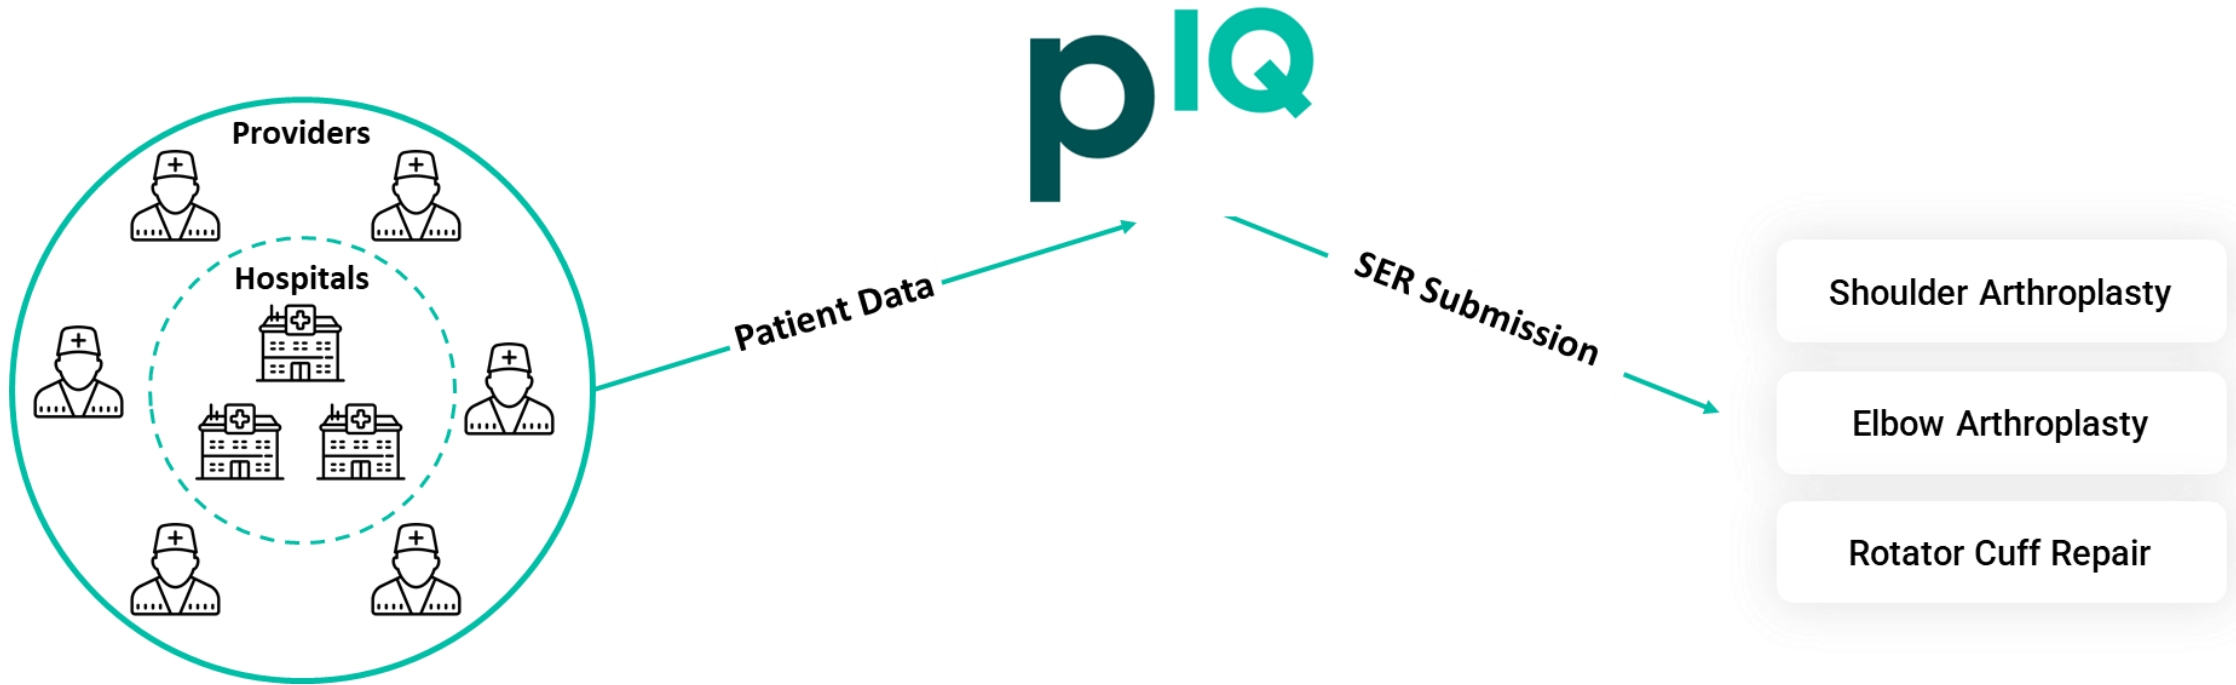 pIQ
Providers
Hospitals
Patient Data
SER Submission
Shoulder Arthroplasty
Elbow Arthroplasty
Rotator Cuff Repair